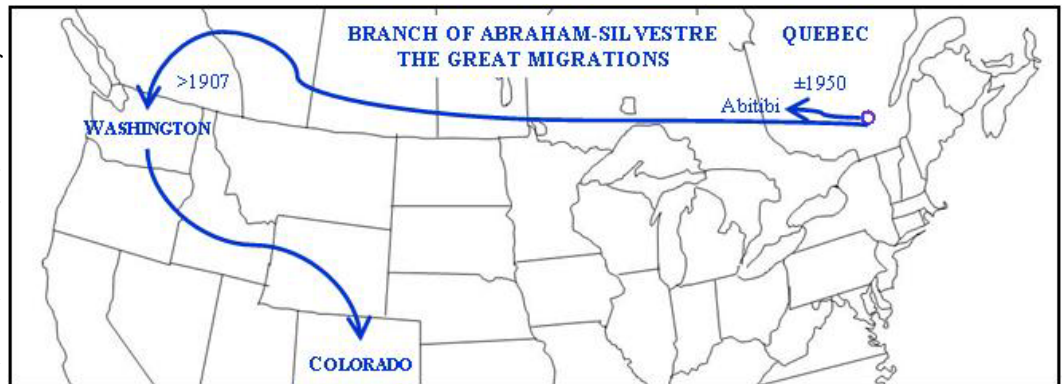 BRANCH OF ABRAHAM-SILVESTRE
THE GREAT MIGRATIONS
QUEBEC
>1907
±1950
Abitibi
WASHINGTON
COLORADO